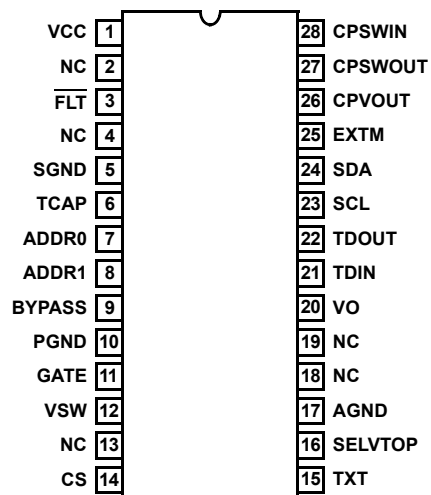 VCC 1 28 CPSWIN
NC 2 27 CPSWOUT
FLT 3 26 CPVOUT
NC 4 25 EXTM
SGND 5 24 SDA
TCAP 6 23 SCL
ADDR0 7 22 TDOUT
ADDR1 8 21 TDIN
BYPASS 9 20 VO
PGND 10 19 NC
GATE 11 18 NC
VSW 12 17 AGND
NC 13 16 SELVTOP
CS 14 15 TXT